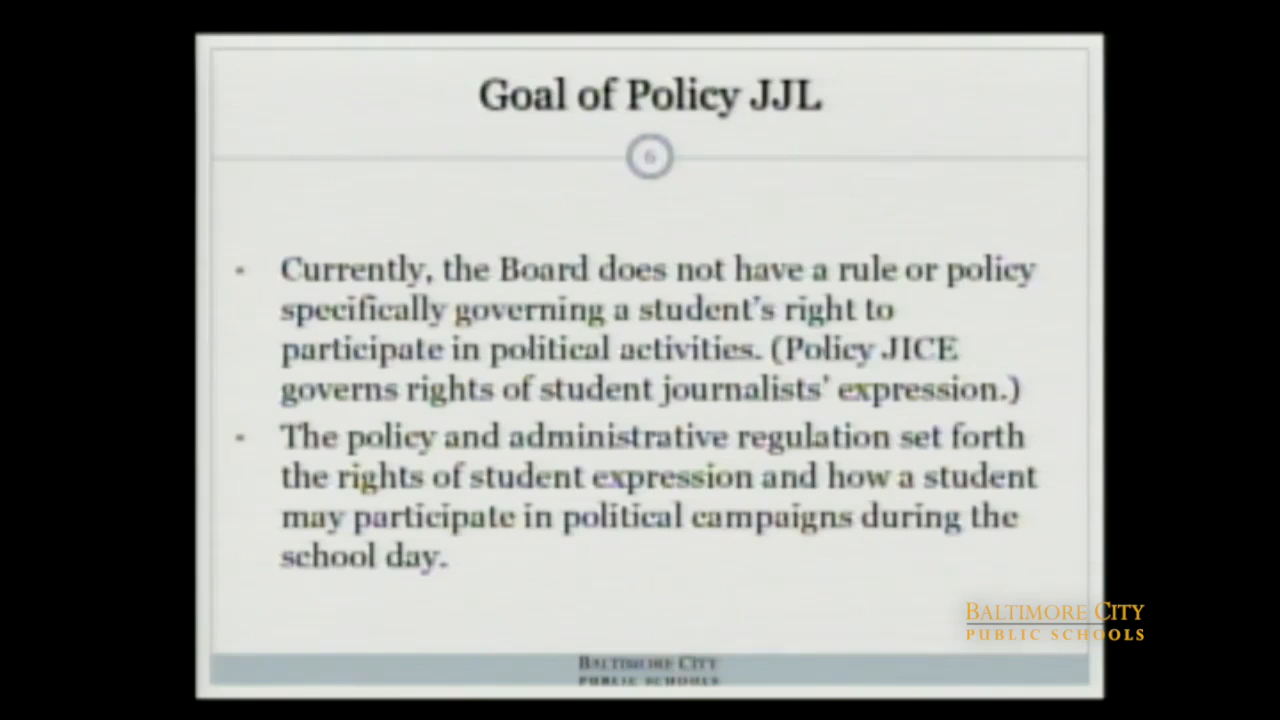 Goal of Policy JJL
6
• Currently, the Board does not have a rule or policy
specifically governing a student's right to
participate in political activities. (Policy JICE
governs rights of student journalists' expression.)
• The policy and administrative regulation set forth
the rights of student expression and how a student
may participate in political campaigns during the
school day.
BALTIMORE CITY
PUBLIC SCHOOLS
BALTIMORE CITY
PUBLIC SCHOOLS